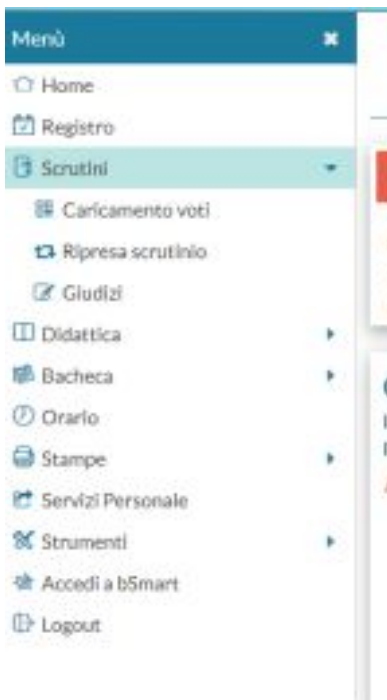 Menù
Home
Registro
Scrutini
Caricamento voti
Ripresa scrutinio
Giudizi
Didattica
Bacheca
Orario
Stampe
Servizi Personale
Strumenti
Accedi a bSmart
Logout